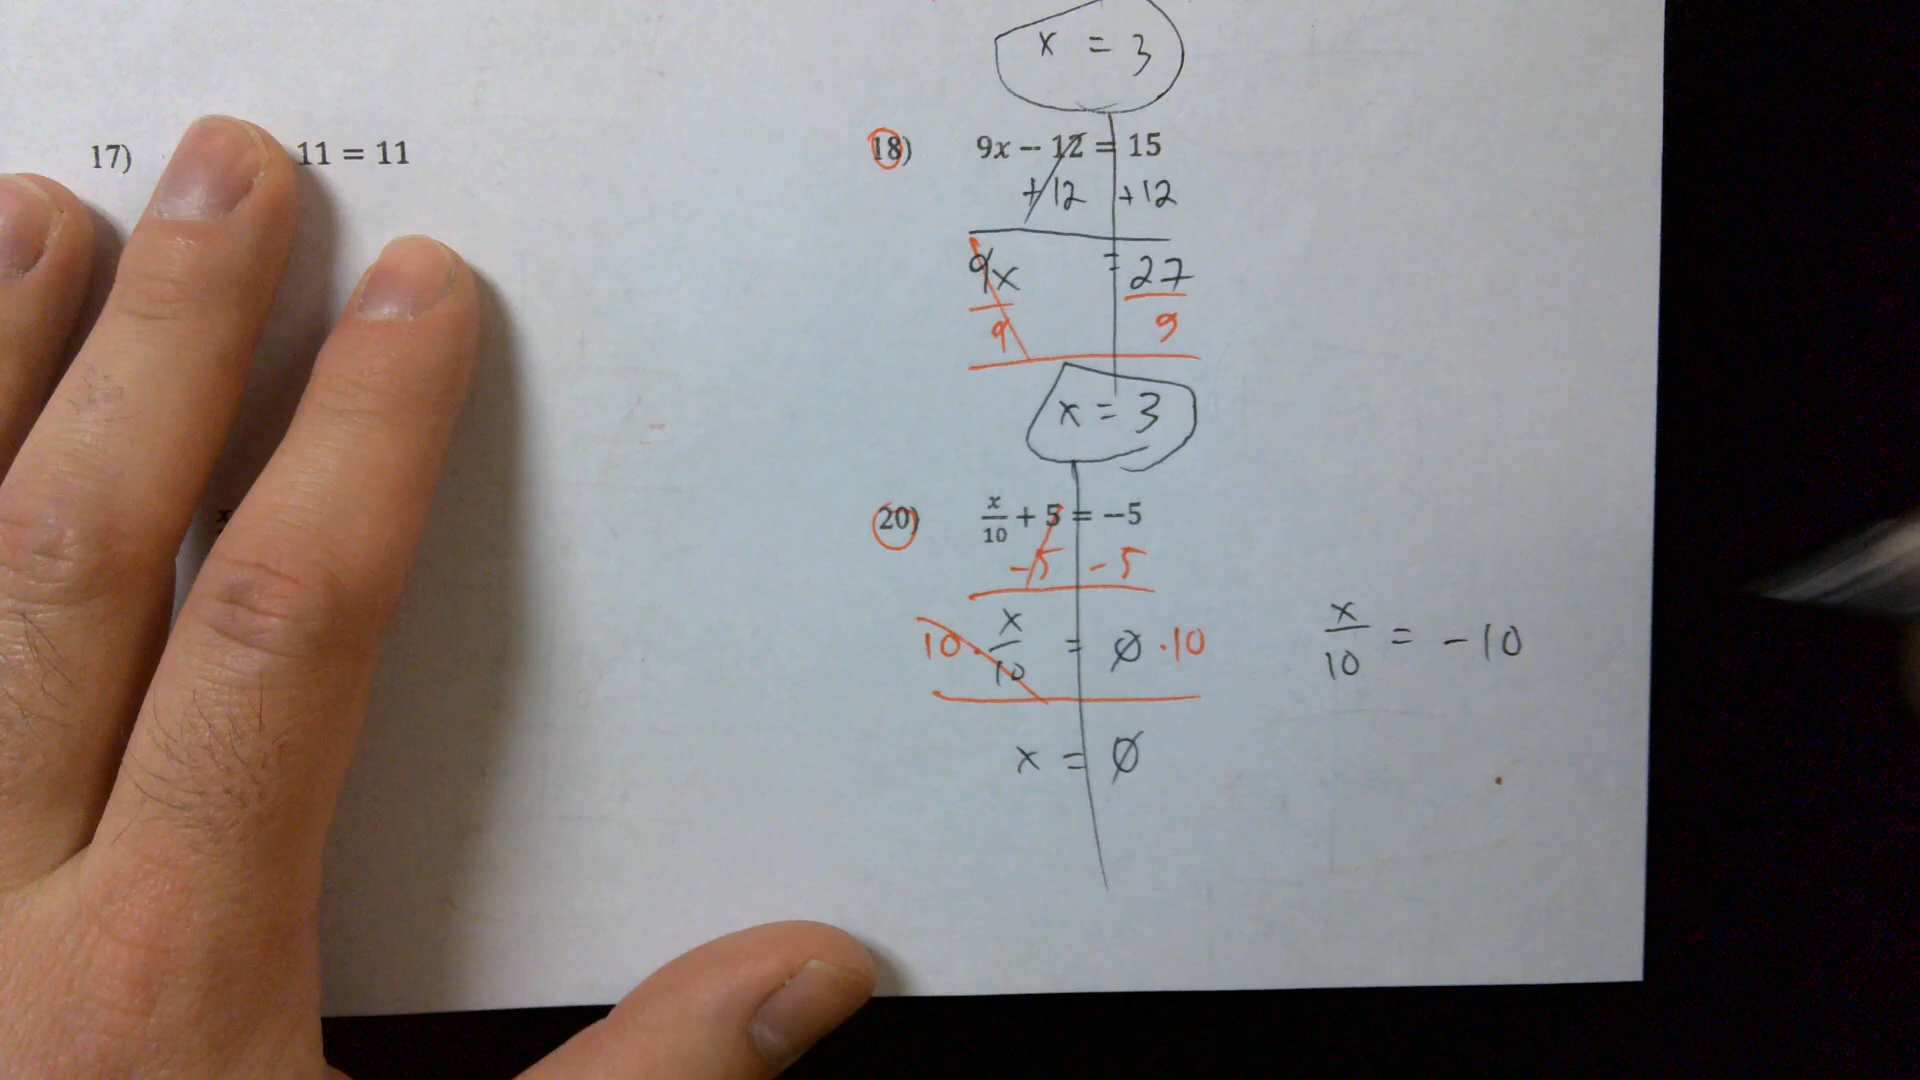 x = 3
17) 11 = 11
18) 9x − 12 = 15
+12 +12
9x = 27
9 9
x = 3
20) x/10 + 5 = −5
-5 -5
10 · x/10 = Ø · 10
x/10 = -10
x = Ø